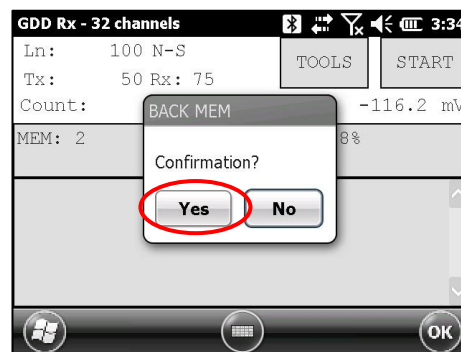 GDD Rx - 32 channels 3:34
Ln: 100 N-S
TOOLS START
Tx: 50 Rx: 75
Count: -116.2 mV
BACK MEM
MEM: 2 8%
Confirmation?
Yes No
OK